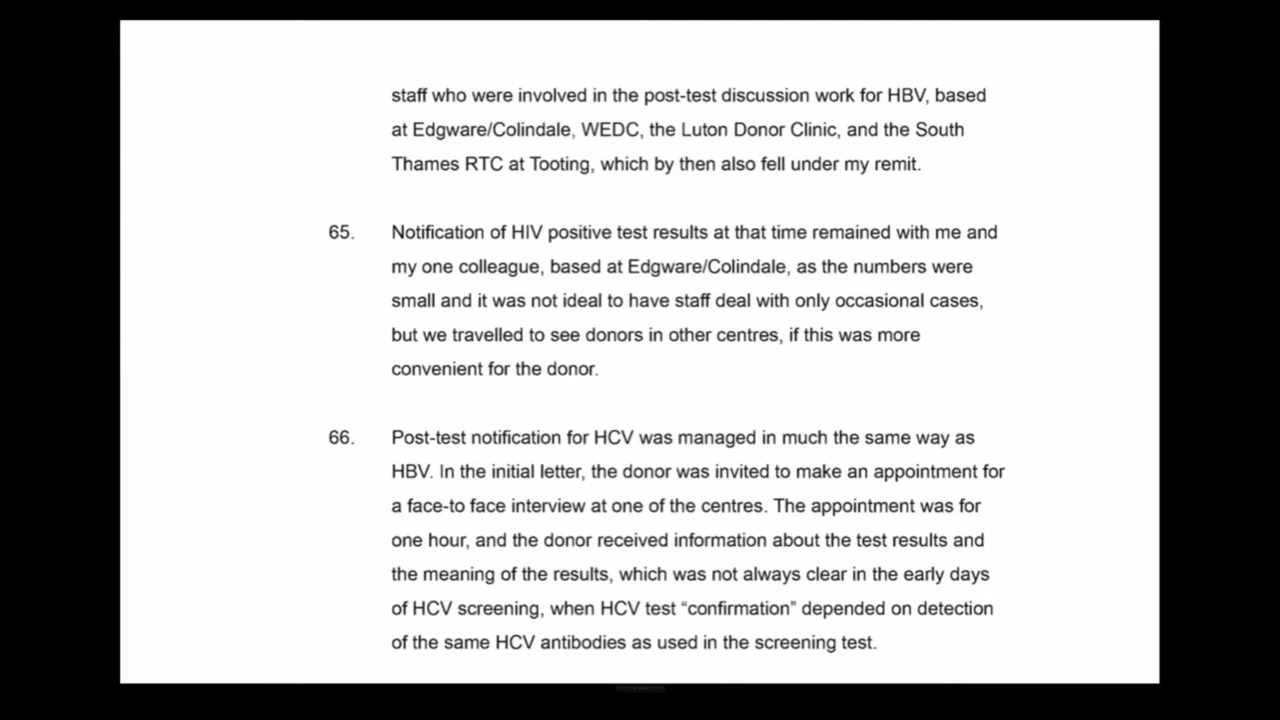 staff who were involved in the post-test discussion work for HBV, based
at Edgware/Colindale, WEDC, the Luton Donor Clinic, and the South
Thames RTC at Tooting, which by then also fell under my remit.
65. Notification of HIV positive test results at that time remained with me and
my one colleague, based at Edgware/Colindale, as the numbers were
small and it was not ideal to have staff deal with only occasional cases,
but we travelled to see donors in other centres, if this was more
convenient for the donor.
66. Post-test notification for HCV was managed in much the same way as
HBV. In the initial letter, the donor was invited to make an appointment for
a face-to face interview at one of the centres. The appointment was for
one hour, and the donor received information about the test results and
the meaning of the results, which was not always clear in the early days
of HCV screening, when HCV test “confirmation” depended on detection
of the same HCV antibodies as used in the screening test.